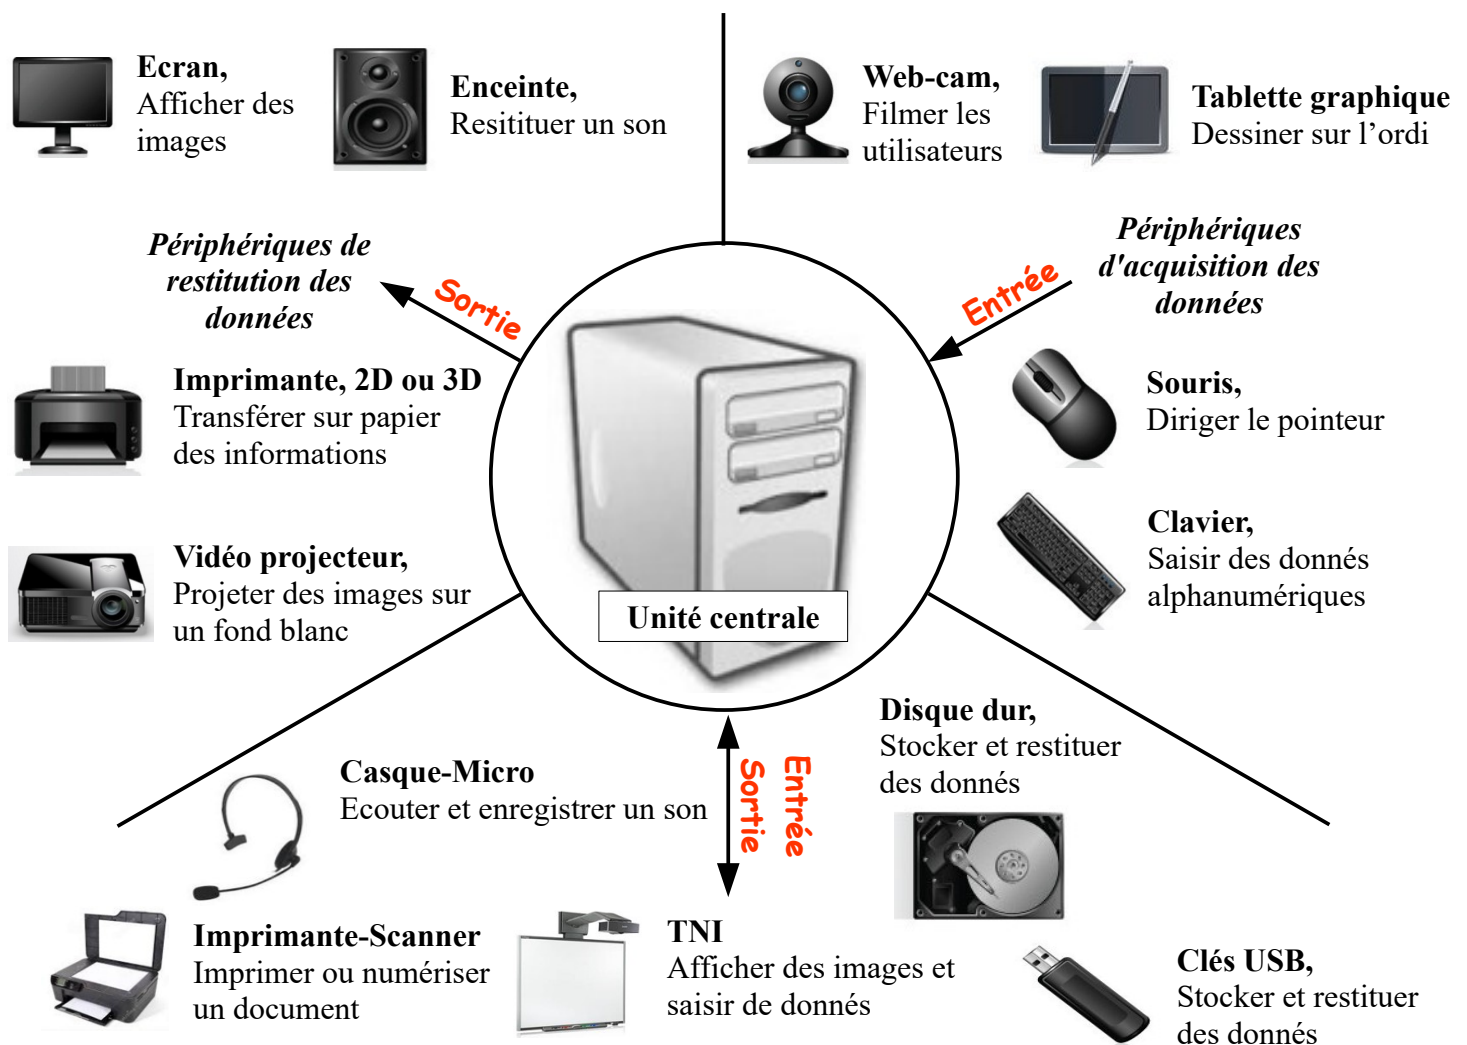 Ecran,
Afficher des
images
Enceinte,
Resitituer un son
Web-cam,
Filmer les
utilisateurs
Tablette graphique
Dessiner sur l'ordi
Périphériques de
restitution des
données
Sortie
Entrée
Périphériques
d'acquisition des
données
Imprimante, 2D ou 3D
Transférer sur papier
des informations
Souris,
Diriger le pointeur
Vidéo projecteur,
Projeter des images sur
un fond blanc
Unité centrale
Clavier,
Saisir des donnés
alphanumériques
Casque-Micro
Ecouter et enregistrer un son
Entrée
Sortie
Disque dur,
Stocker et restituer
des donnés
Imprimante-Scanner
Imprimer ou numériser
un document
TNI
Afficher des images et
saisir de donnés
Clés USB,
Stocker et restituer
des donnés